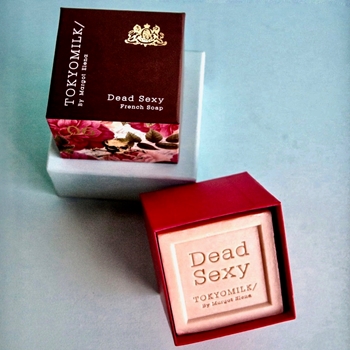 TOKYOMILK/
By Margot Elena
Dead Sexy
French Soap
Dead
Sexy
TOKYOMILK/
By Margot Elena